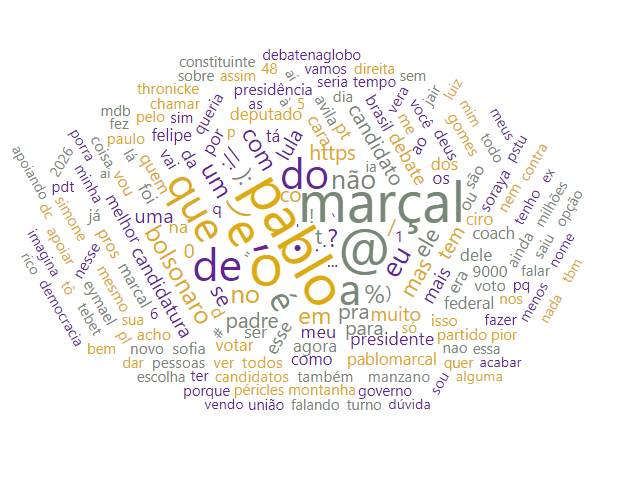 debatenaglobo
constituinte vamos direita
sobre assim 48 aí seria tempo sem
thronicke presidência à dia jair luiz
chamar as 5 avila brasil vera mim
mdb pelo sim deputado pt me você gomes meus
porra fez queria p cara candidato ao deus todo pstu
paulo felipe por tá lula debate
coisa lá vai da !! com https dos os soraya nem contra
apoiando 2026 ai quem um ): não ia são ex
pdt minha vou foi co ou tenho milhões
dc simone já melhor uma que q do marçal ciro opção
apoiar pros ha e ;) pablo ! t ? @ / 1 tem coach ainda saiu nome
imagina nesse candidatura bolsonaro 0 de , . ... eu ele dele falar tbm
rico tô marcal o " a %) mas mais era 9000 pq
democracia eymael mesmo 6 se no é em pra muito federal voto nos menos nada
tebet sua d padre esse meu para só isso fazer
pl acho # ser agora presidente partido pior
bem novo sofia votar como pablomarcal nao essa
dar pessoas ver todos quer acabar
escolha ter candidatos também manzano sou alguma
porque péricles montanha governo
vendo união falando turno dúvida